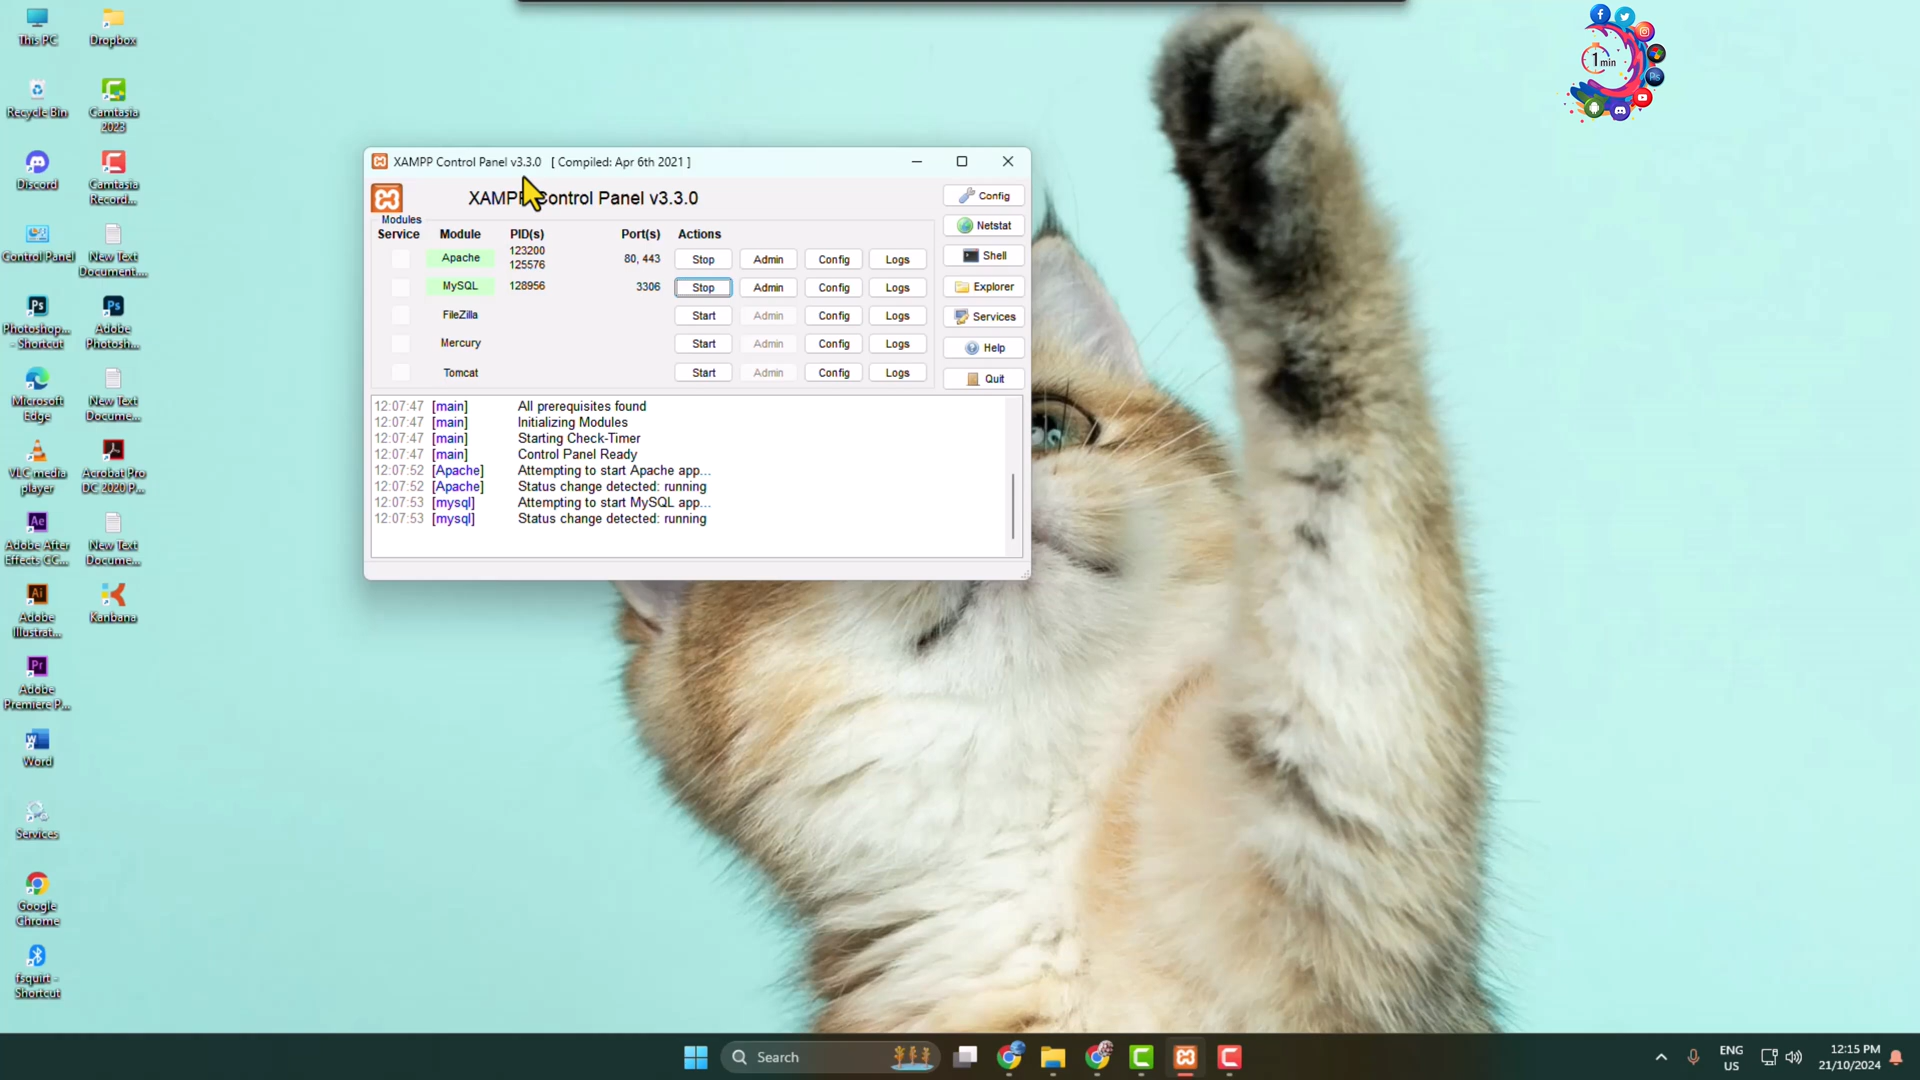 This PC
Dropbox
Recycle Bin
Camtasia
2023
Discord
Camtasia
Record...
Control Panel
New Text
Document....
Photoshop...
- Shortcut
Adobe
Photosh...
Microsoft
Edge
New Text
Docume...
VLC media
player
Acrobat Pro
DC 2020 P...
Adobe After
Effects CC...
New Text
Docume...
Adobe
Illustrat...
Kanbana
Adobe
Premiere P...
Word
Services
Google
Chrome
fsquirt -
Shortcut
1 min
XAMPP Control Panel v3.3.0 [ Compiled: Apr 6th 2021 ]
XAMPP Control Panel v3.3.0
Modules
Service Module PID(s) Port(s) Actions
Apache 123200 125576 80, 443 Stop Admin Config Logs
MySQL 128956 3306 Stop Admin Config Logs
FileZilla Start Admin Config Logs
Mercury Start Admin Config Logs
Tomcat Start Admin Config Logs
Config
Netstat
Shell
Explorer
Services
Help
Quit
12:07:47 [main] All prerequisites found
12:07:47 [main] Initializing Modules
12:07:47 [main] Starting Check-Timer
12:07:47 [main] Control Panel Ready
12:07:52 [Apache] Attempting to start Apache app...
12:07:52 [Apache] Status change detected: running
12:07:53 [mysql] Attempting to start MySQL app...
12:07:53 [mysql] Status change detected: running
Search
ENG
US
12:15 PM
21/10/2024